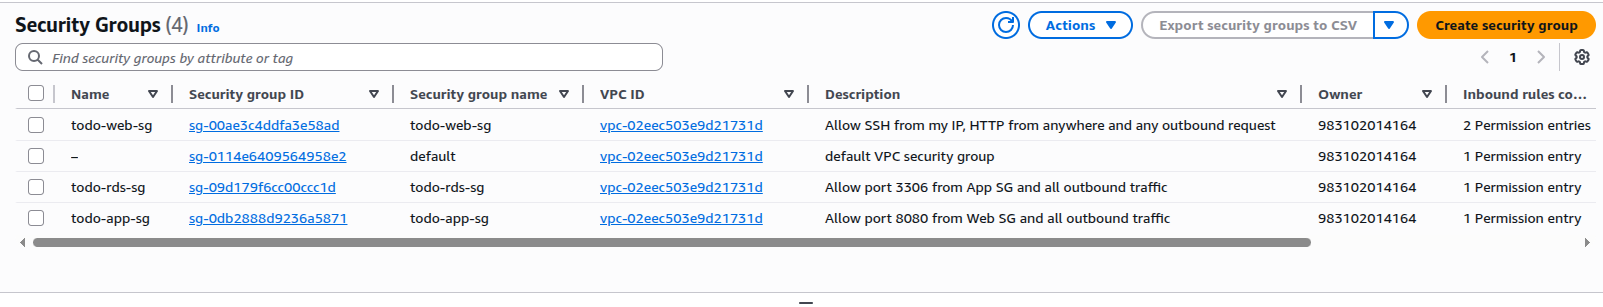 Security Groups (4) Info Actions Export security groups to CSV Create security group
Find security groups by attribute or tag 1
Name Security group ID Security group name VPC ID Description Owner Inbound rules co...
todo-web-sg sg-00ae3c4ddfa3e58ad todo-web-sg vpc-02eec503e9d21731d Allow SSH from my IP, HTTP from anywhere and any outbound request 983102014164 2 Permission entries
– sg-0114e6409564958e2 default vpc-02eec503e9d21731d default VPC security group 983102014164 1 Permission entry
todo-rds-sg sg-09d179f6cc00ccc1d todo-rds-sg vpc-02eec503e9d21731d Allow port 3306 from App SG and all outbound traffic 983102014164 1 Permission entry
todo-app-sg sg-0db2888d9236a5871 todo-app-sg vpc-02eec503e9d21731d Allow port 8080 from Web SG and all outbound traffic 983102014164 1 Permission entry